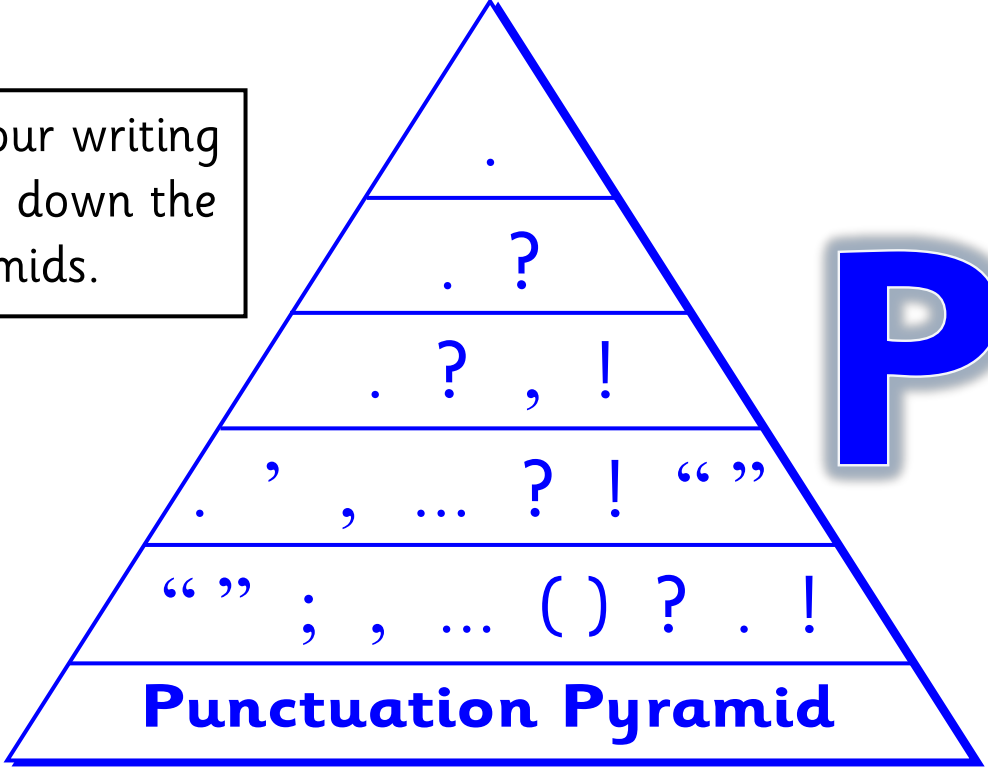 our writing
down the
mids.
.
. ?
. ? , !
. ’ , ... ? ! “ ”
“ ” ; , ... ( ) ? . !
Punctuation Pyramid
P